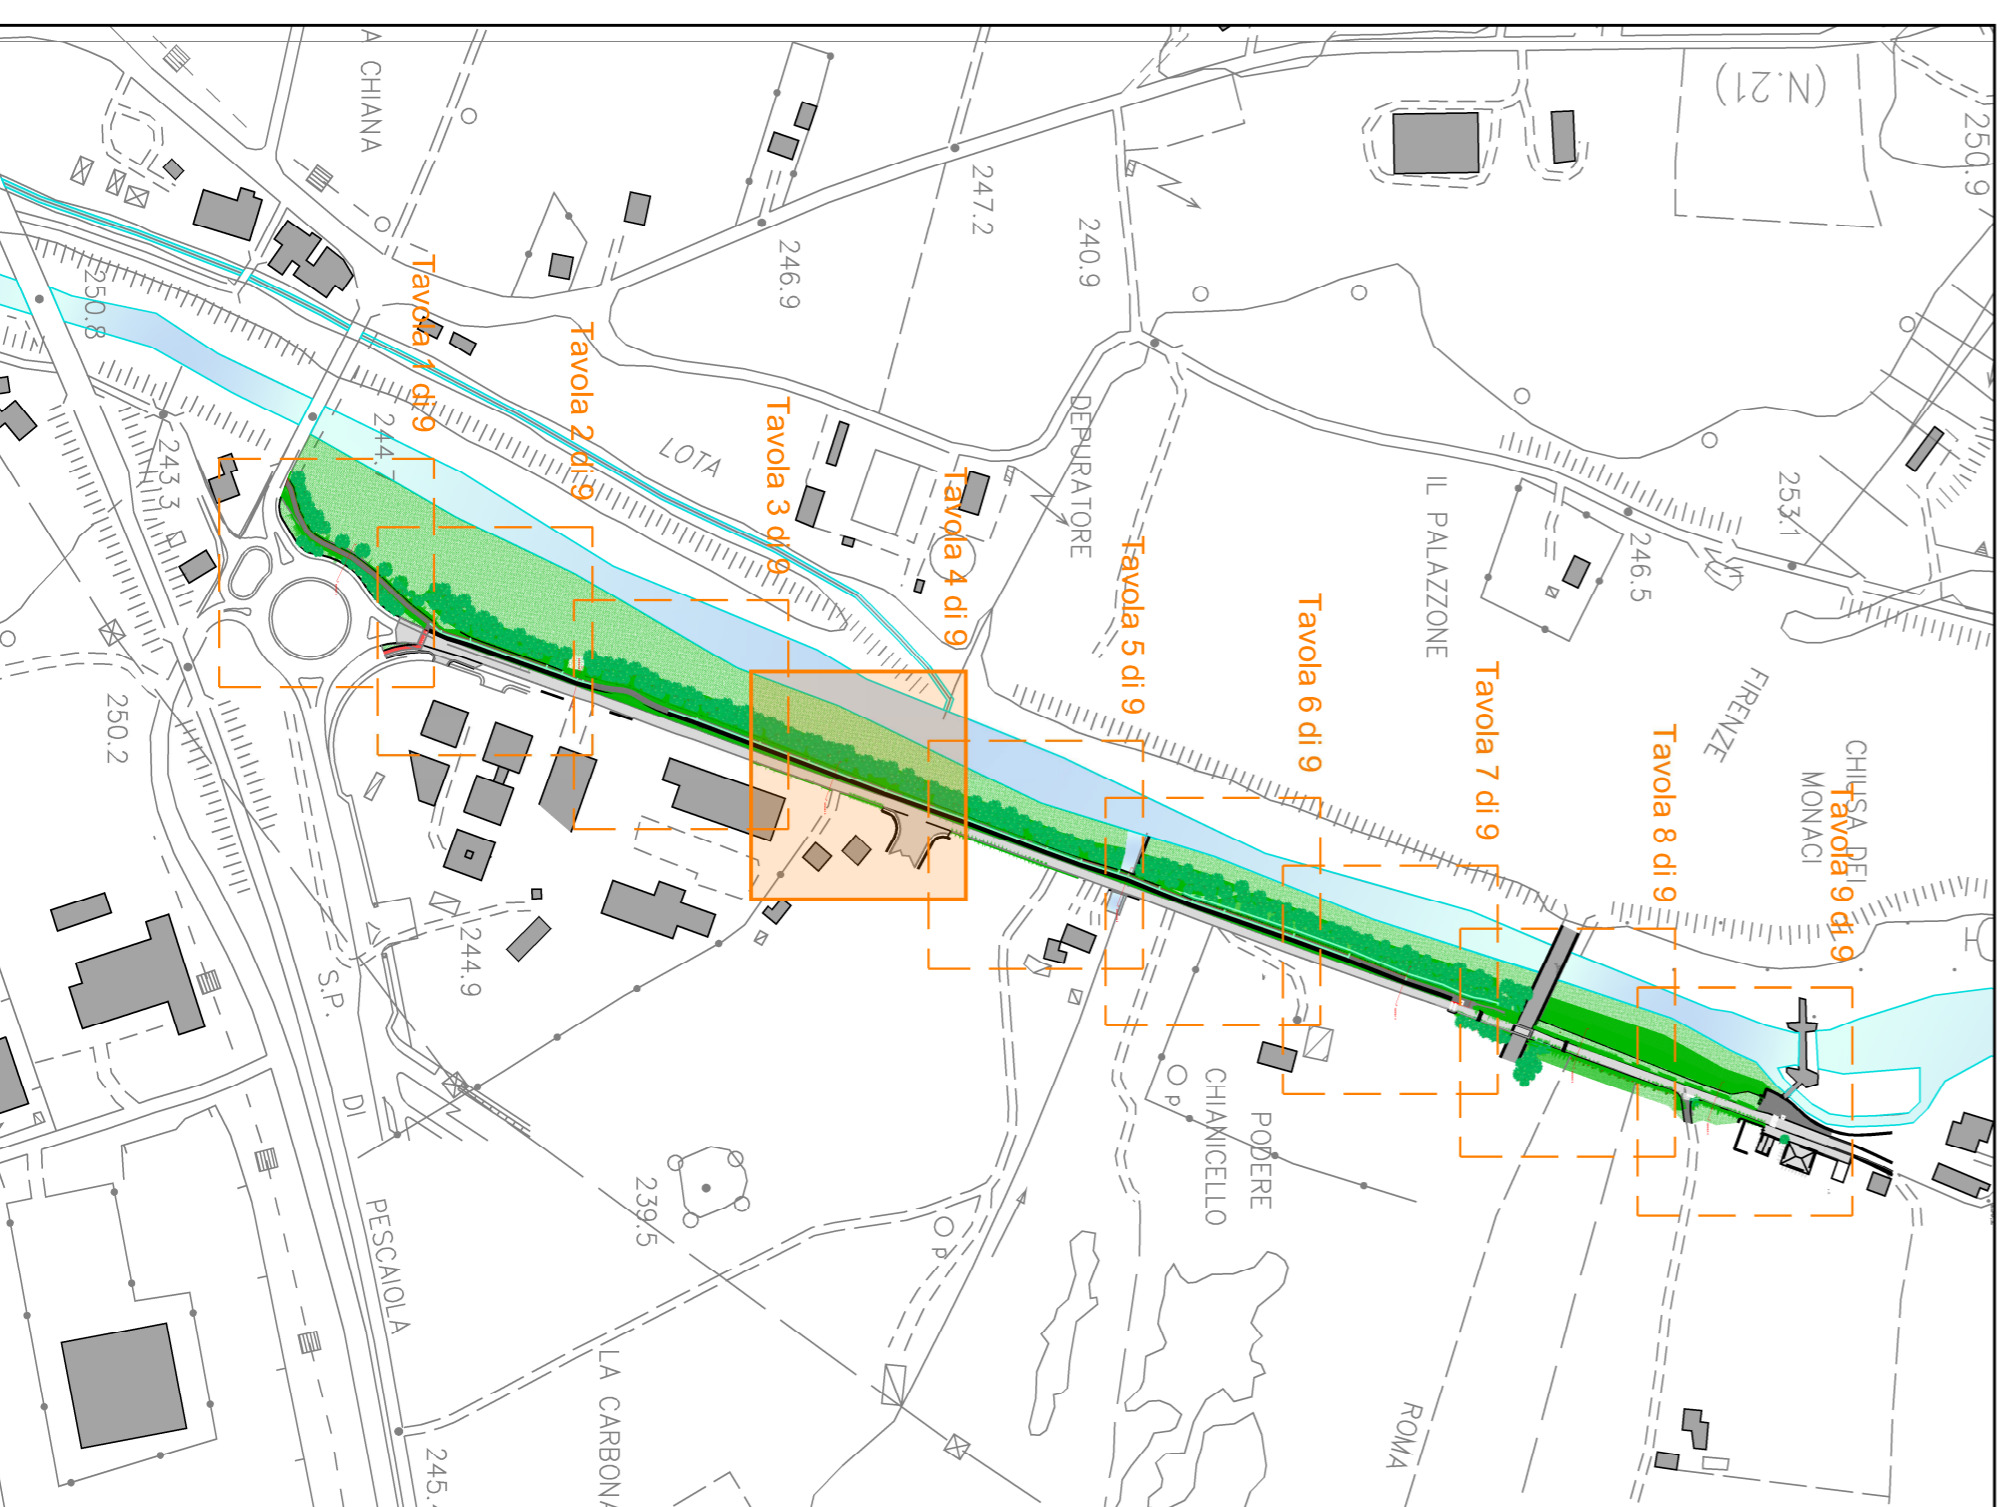 A CHIANA
(N.21)
250.9
247.2
240.9
246.9
250.8
Tavola 1 di 9
Tavola 2 di 9
Tavola 3 di 9
Tavola 4 di 9
Tavola 5 di 9
Tavola 6 di 9
Tavola 7 di 9
Tavola 8 di 9
Tavola 9 di 9
244.
243.3
LOTA
DEPURATORE
IL PALAZZONE
253.1
246.5
FIRENZE
CHIUSA DEI
MONACI
250.2
244.9
S.P. DI PESCAIOLA
239.5
p
p
PODERE
CHIANICELLO
ROMA
LA CARBONA
245.